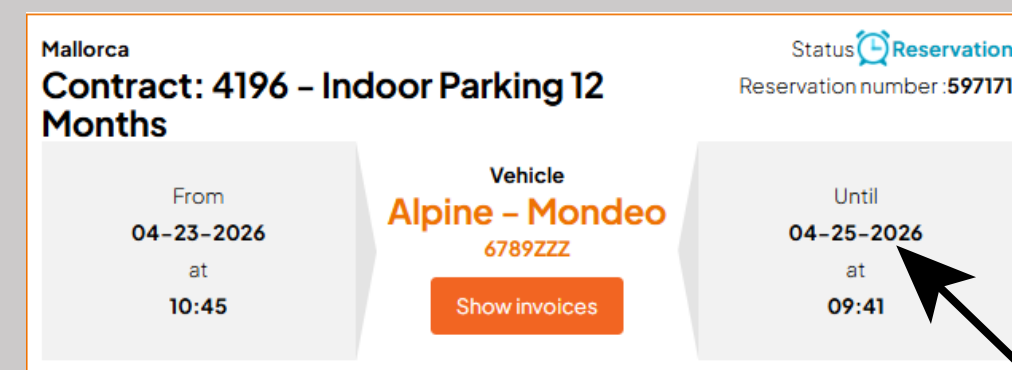 Mallorca
Contract: 4196 – Indoor Parking 12
Months
Status Reservation
Reservation number :597171
From
04-23-2026
at
10:45
Vehicle
Alpine – Mondeo
6789ZZZ
Show invoices
Until
04-25-2026
at
09:41